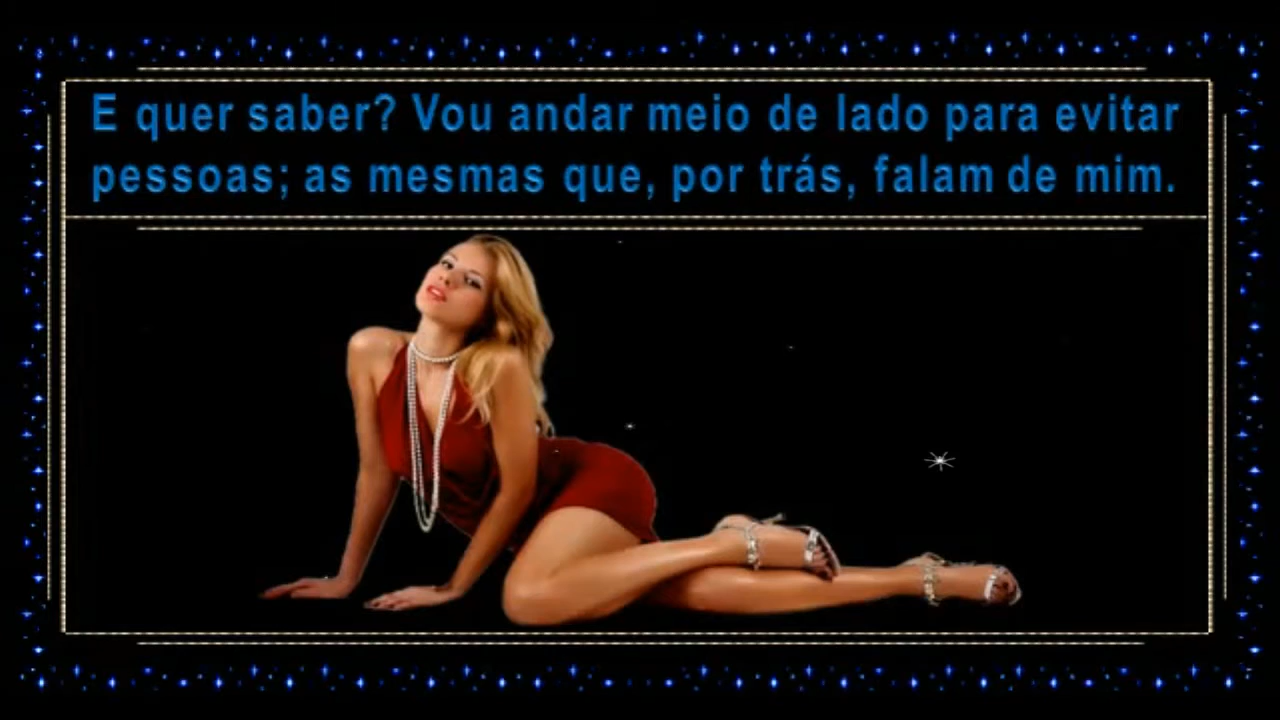 E quer saber? Vou andar meio de lado para evitar
pessoas; as mesmas que, por trás, falam de mim.